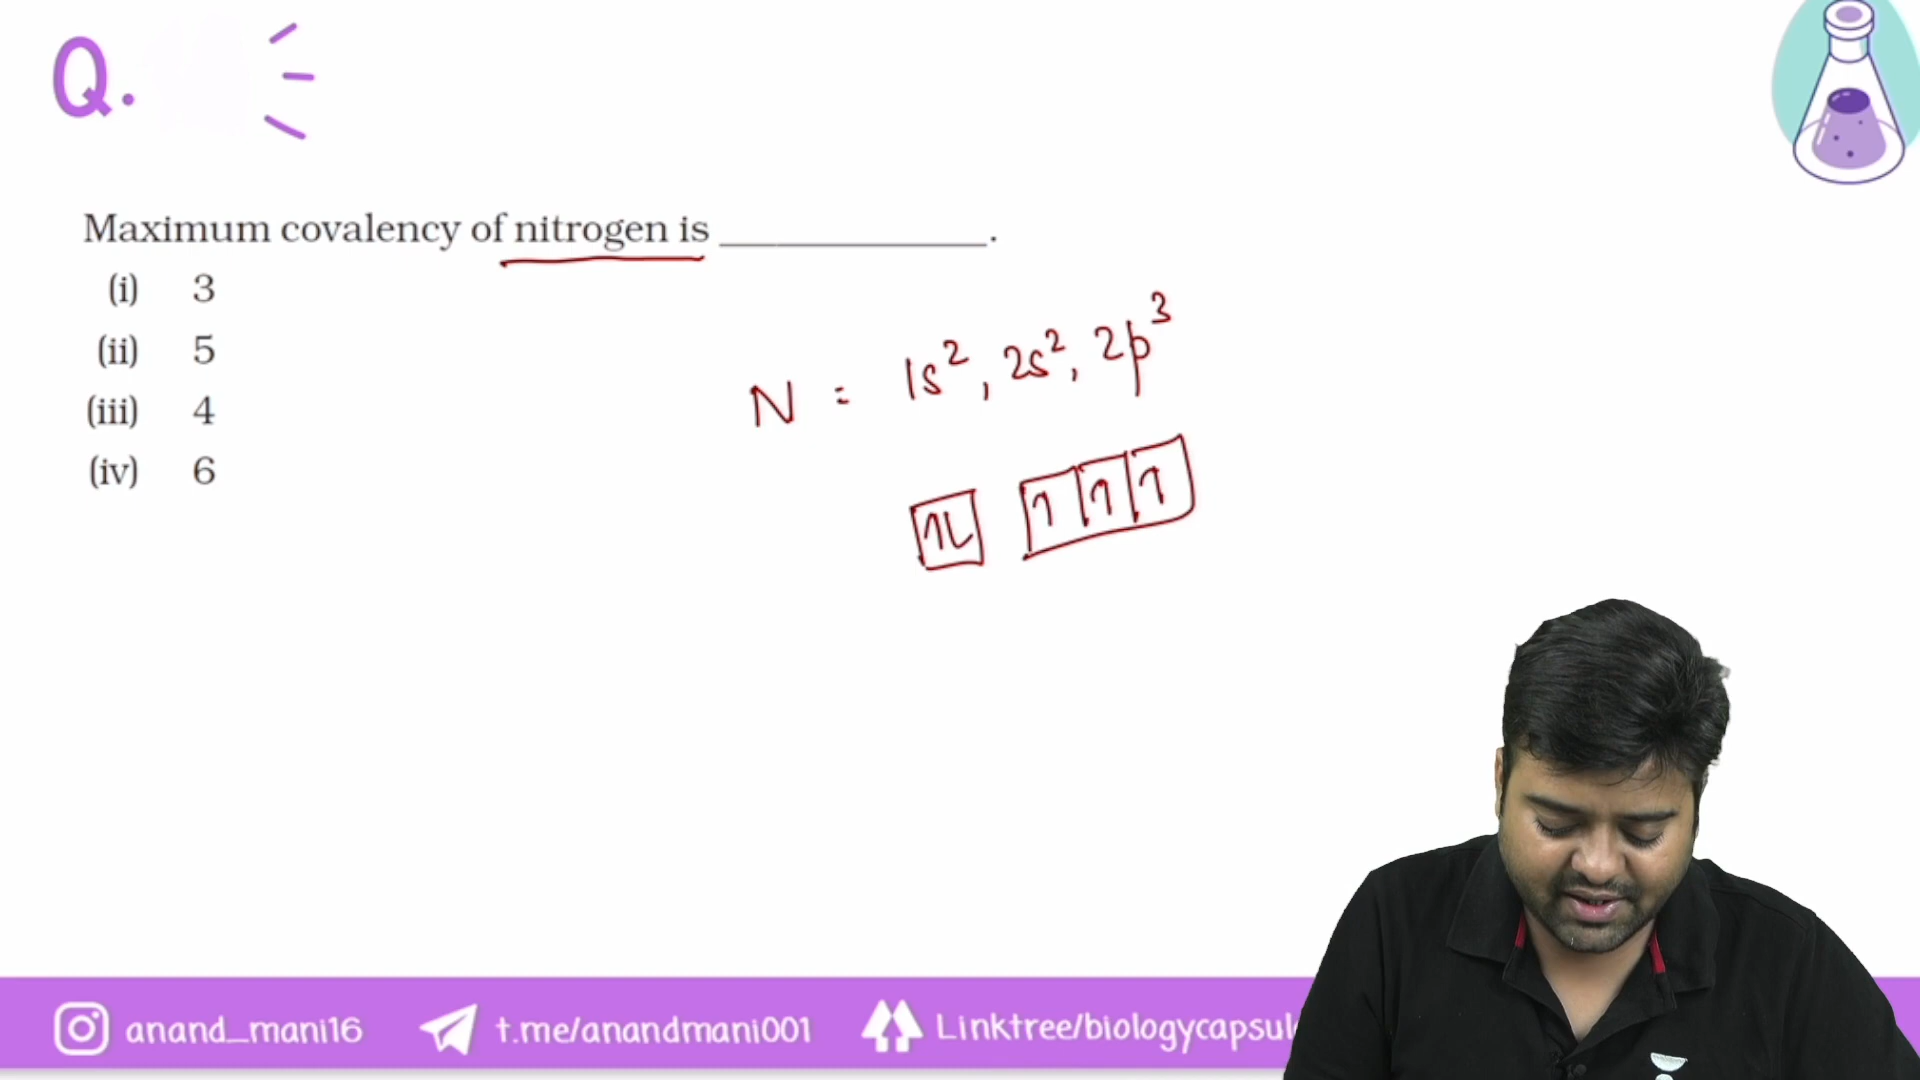 Q.
Maximum covalency of nitrogen is ____________.
(i) 3
(ii) 5
(iii) 4
(iv) 6
N = 1s², 2s², 2p³
↑↓ ↑ ↑ ↑
anand_mani16 t.me/anandmani001 Linktree/biologycapsul